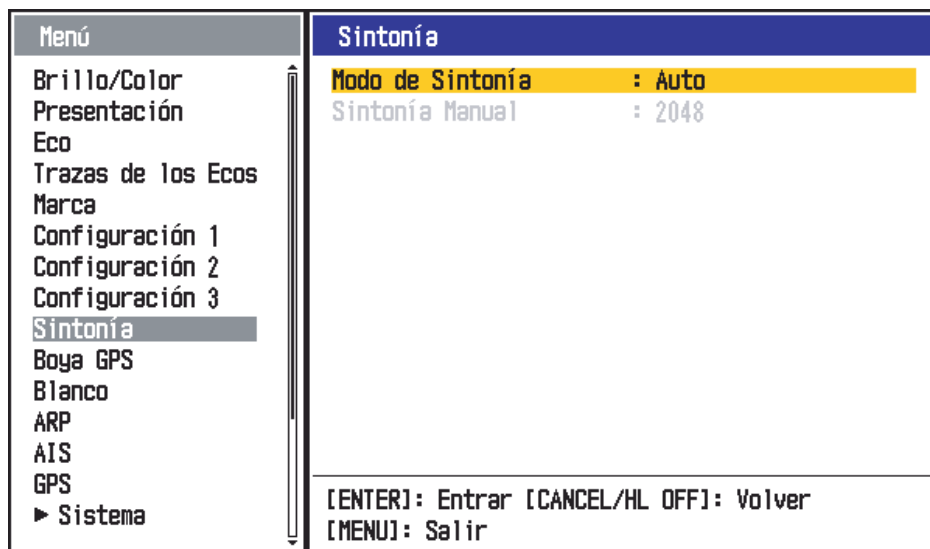 Menú
Brillo/Color
Presentación
Eco
Trazas de los Ecos
Marca
Configuración 1
Configuración 2
Configuración 3
Sintonía
Boya GPS
Blanco
ARP
AIS
GPS
► Sistema
Sintonía
Modo de Sintonía : Auto
Sintonía Manual : 2048
[ENTER]: Entrar [CANCEL/HL OFF]: Volver
[MENU]: Salir